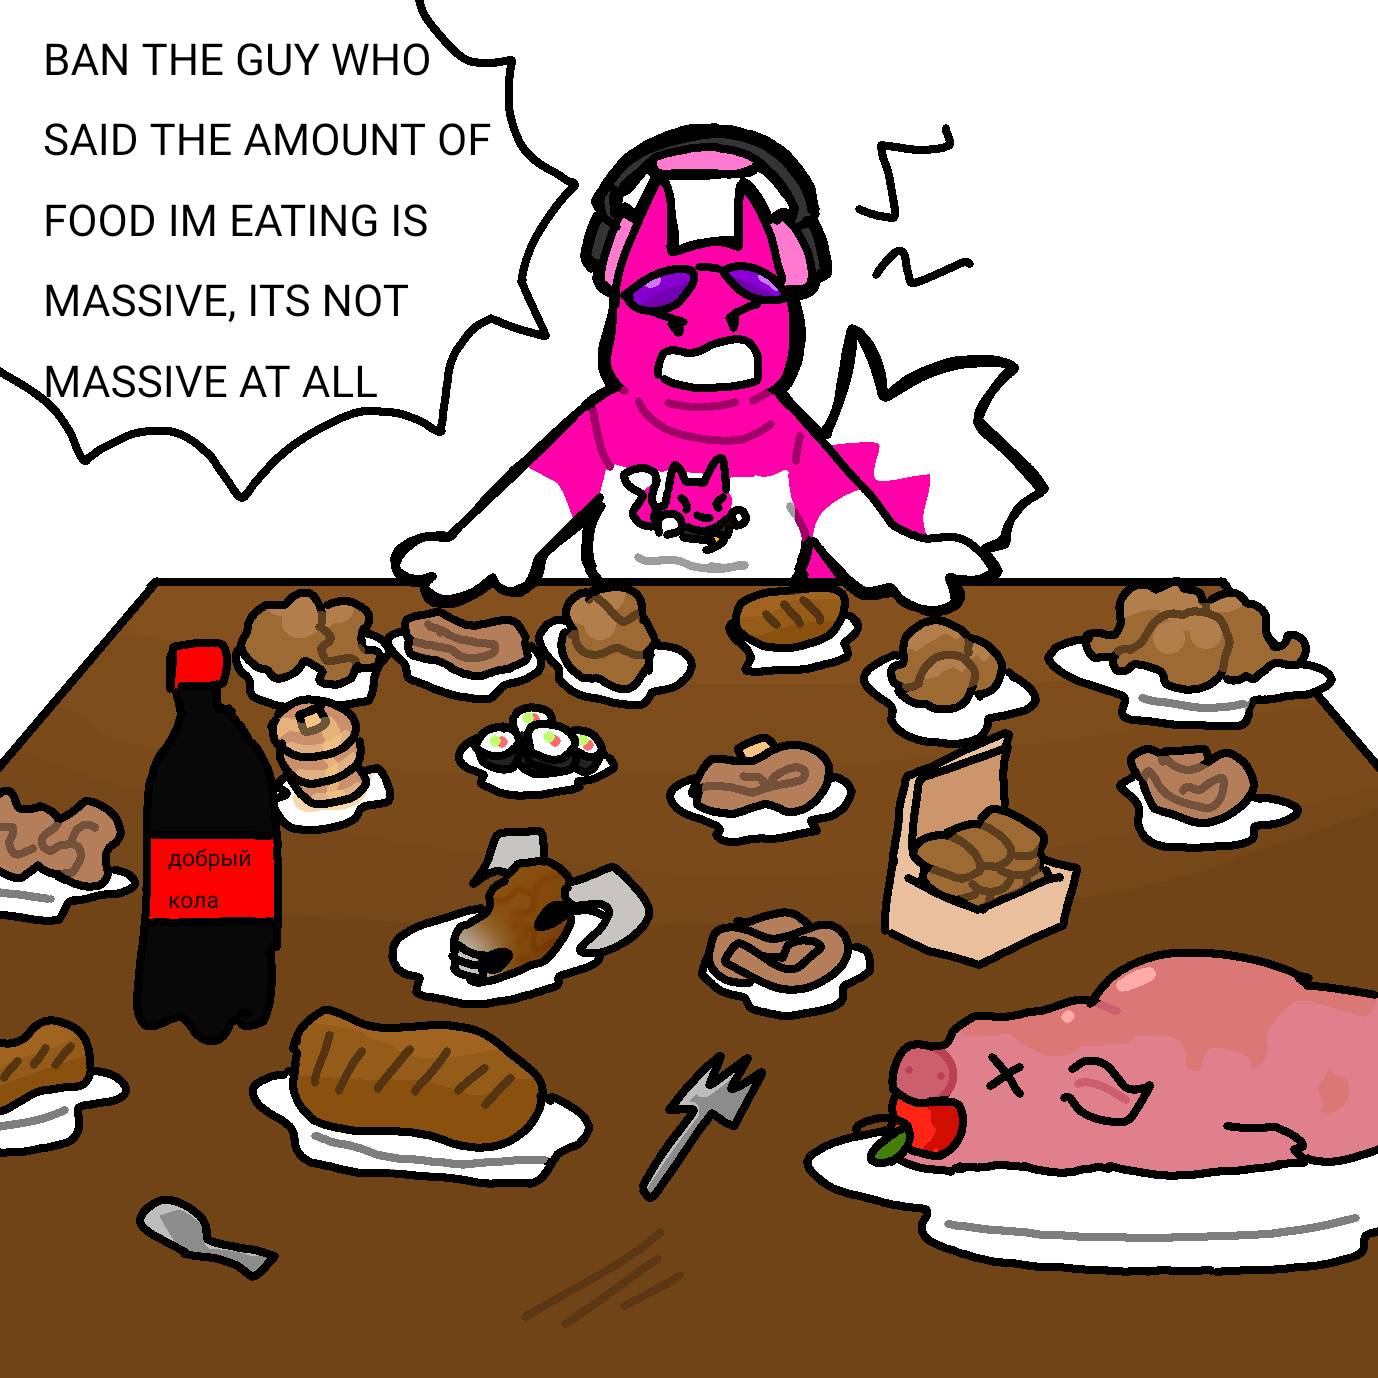 BAN THE GUY WHO
SAID THE AMOUNT OF
FOOD IM EATING IS
MASSIVE, ITS NOT
MASSIVE AT ALL
добрый
кола